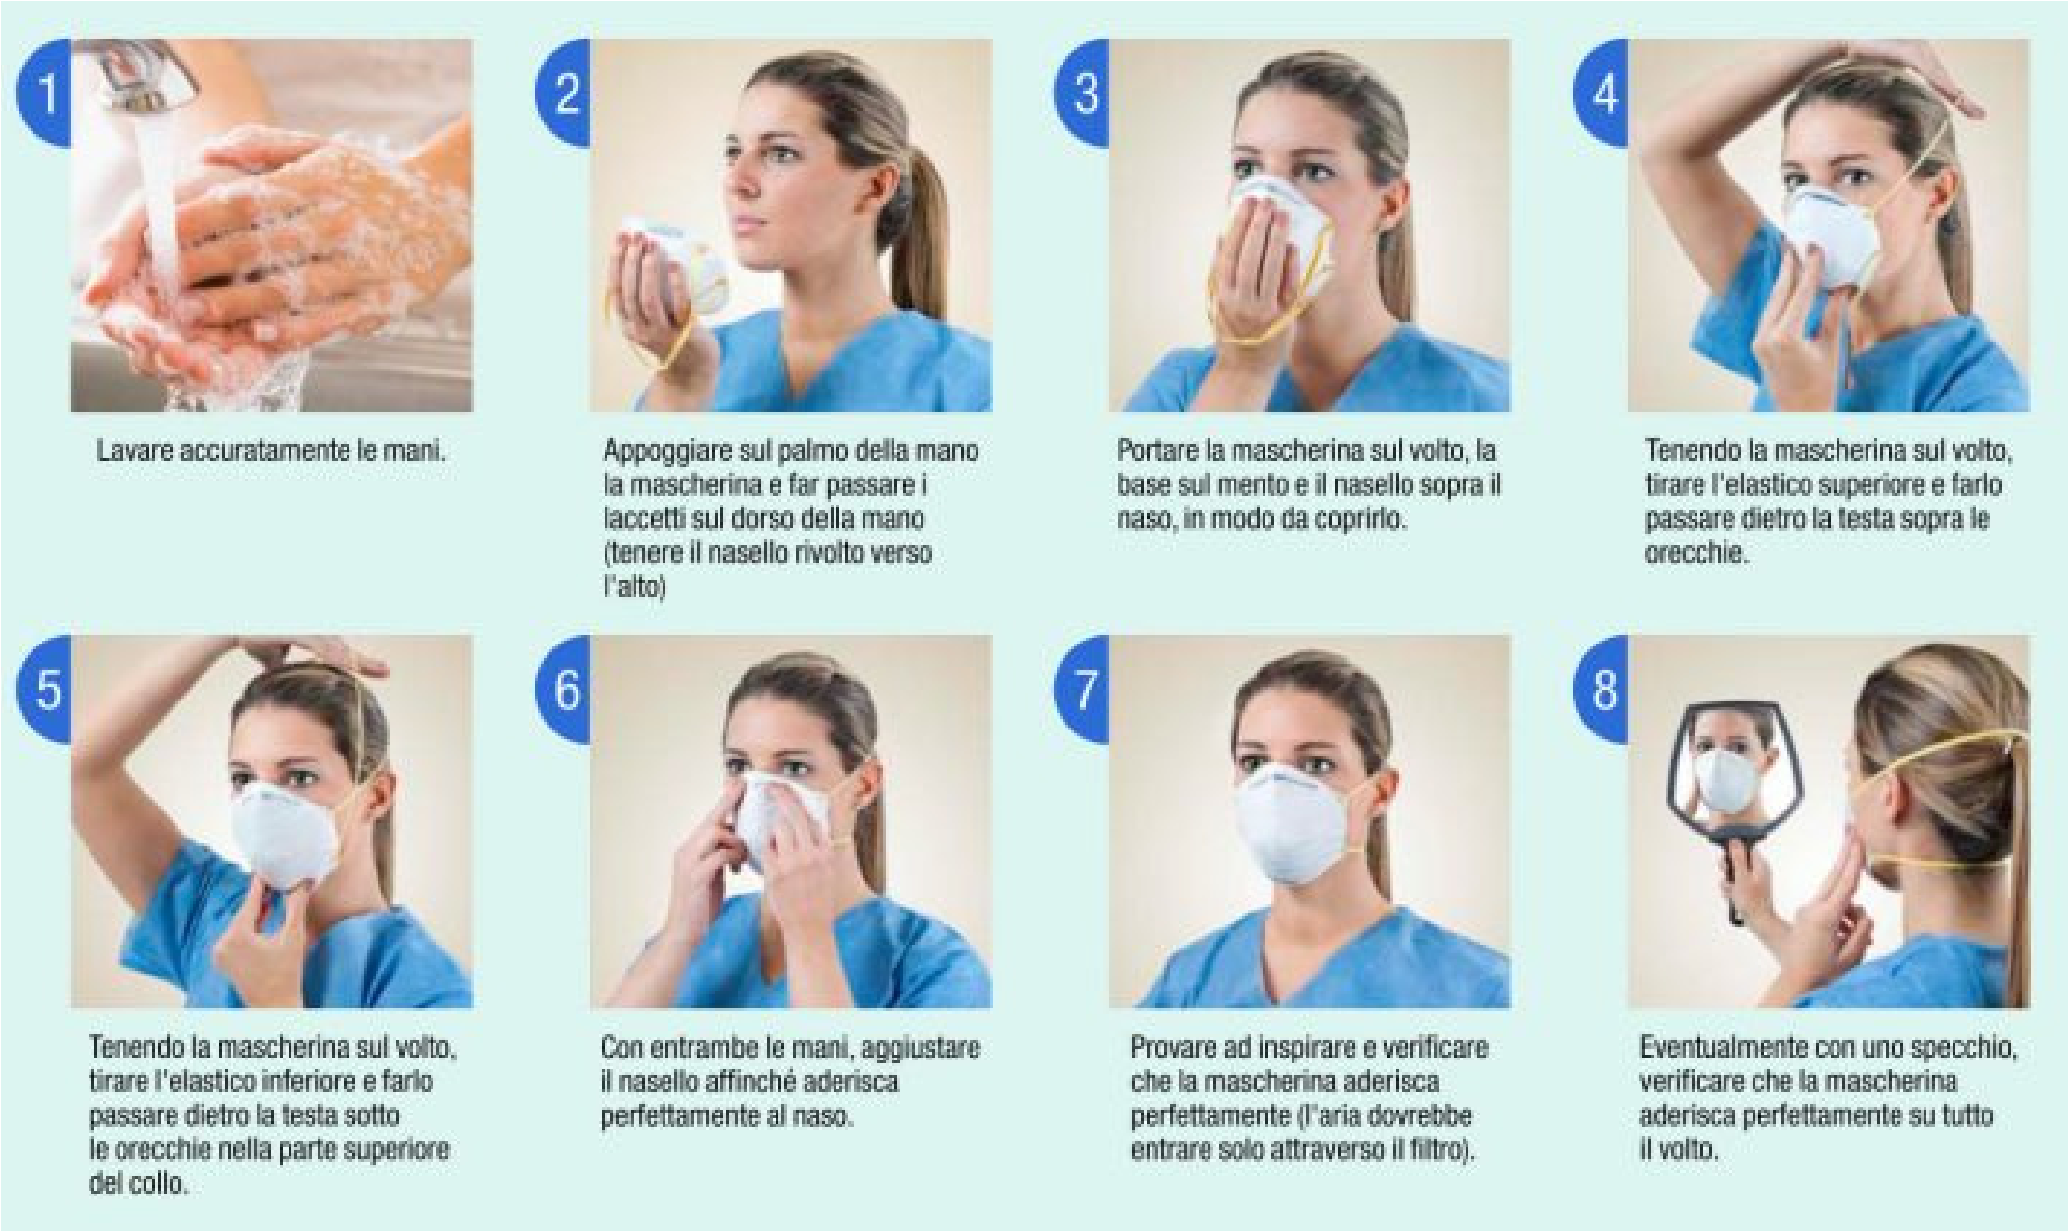 1
Lavare accuratamente le mani.
2
Appoggiare sul palmo della mano
la mascherina e far passare i
laccetti sul dorso della mano
(tenere il nasello rivolto verso
l'alto)
3
Portare la mascherina sul volto, la
base sul mento e il nasello sopra il
naso, in modo da coprirlo.
4
Tenendo la mascherina sul volto,
tirare l'elastico superiore e farlo
passare dietro la testa sopra le
orecchie.
5
Tenendo la mascherina sul volto,
tirare l'elastico inferiore e farlo
passare dietro la testa sotto
le orecchie nella parte superiore
del collo.
6
Con entrambe le mani, aggiustare
il nasello affinché aderisca
perfettamente al naso.
7
Provare ad inspirare e verificare
che la mascherina aderisca
perfettamente (l'aria dovrebbe
entrare solo attraverso il filtro).
8
Eventualmente con uno specchio,
verificare che la mascherina
aderisca perfettamente su tutto
il volto.